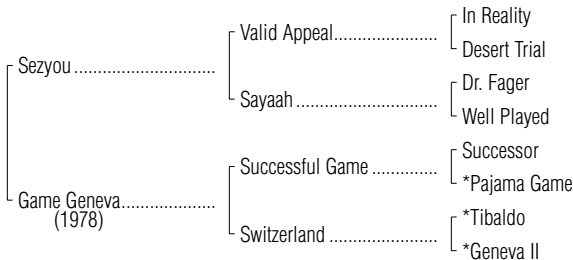 In Reality
Valid Appeal
Desert Trial
Sezyou
Dr. Fager
Sayaah
Well Played
Successor
Successful Game
*Pajama Game
Game Geneva
(1978)
*Tibaldo
Switzerland
*Geneva II